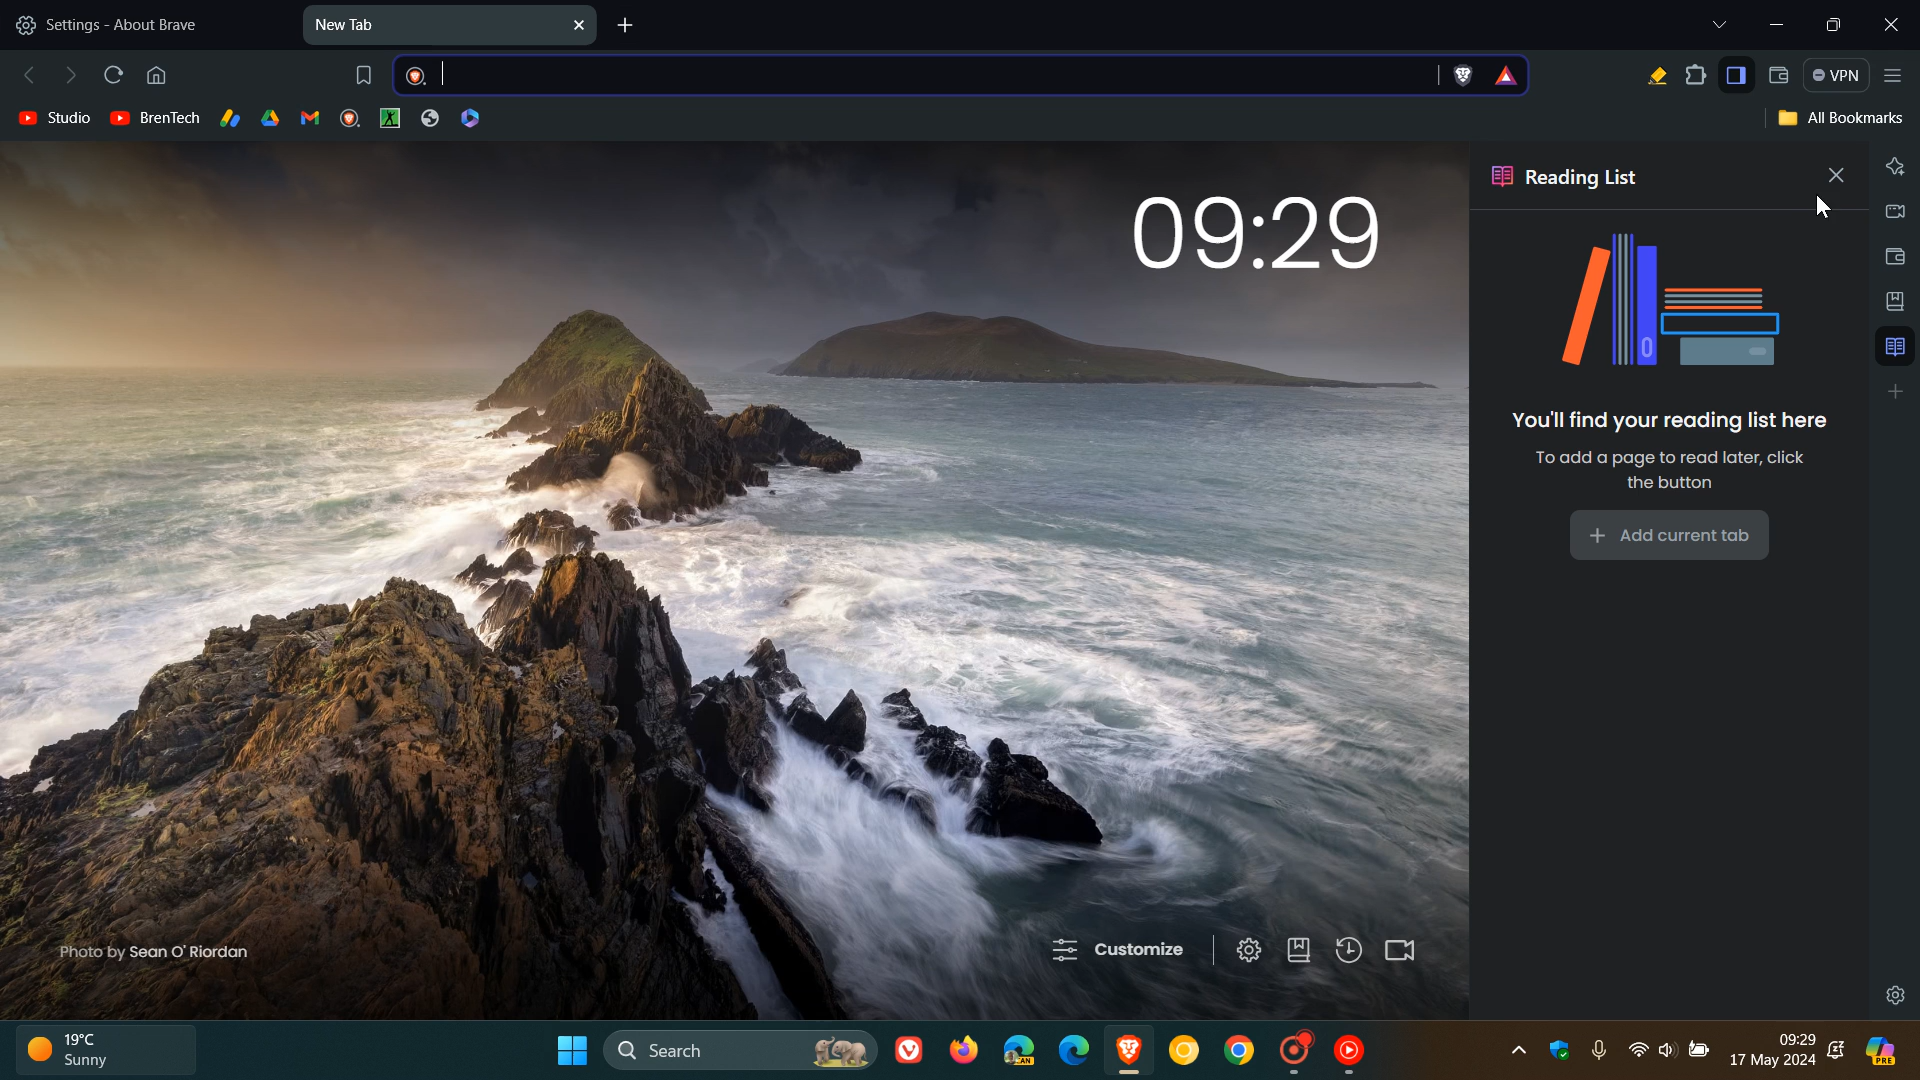 Settings - About Brave
New Tab
VPN
Studio
BrenTech
All Bookmarks
Reading List
09:29
You'll find your reading list here
To add a page to read later, click
the button
Add current tab
Photo by Sean O' Riordan
Customize
19°C
Sunny
Search
CAN
09:29
17 May 2024
PRE